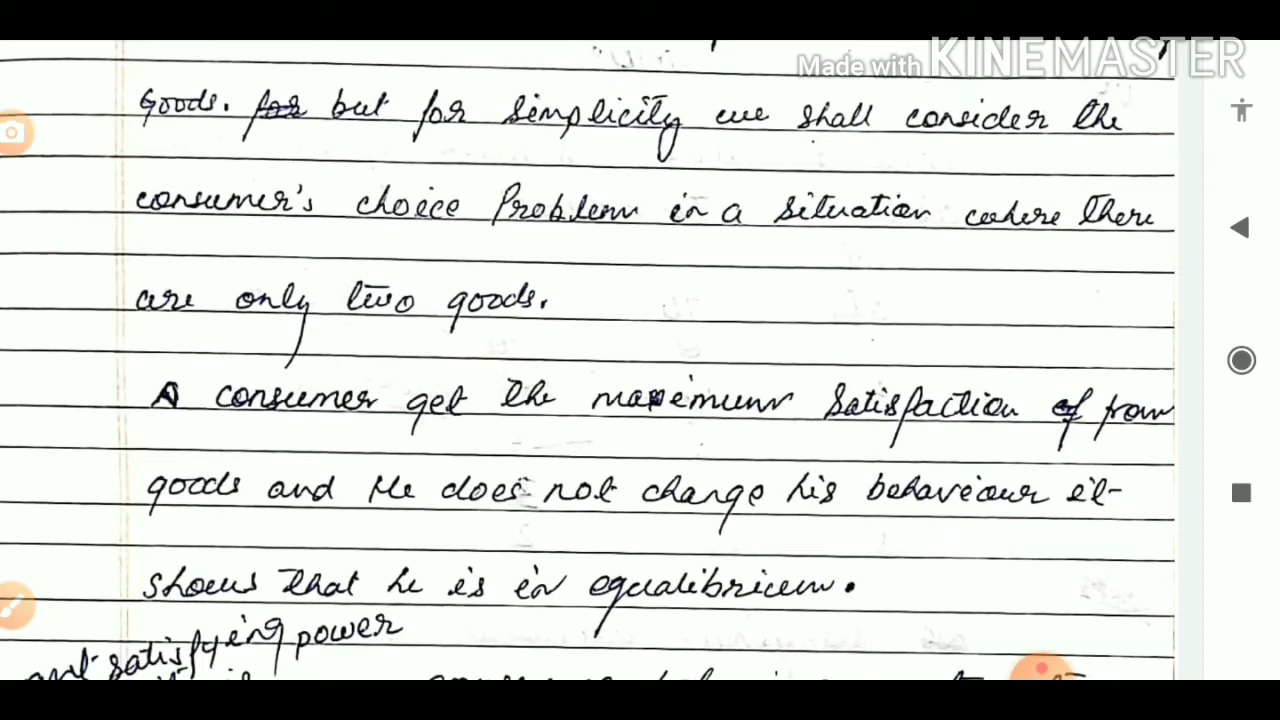 Made with KINEMASTER
Goods. for but for simplicity we shall consider the
consumer's choice Problem in a situation where there
are only two goods.
A consumer get the maximum satisfaction of from
goods and He does not change his behaviour it
shows that he is in equalibrium.
satisfying power